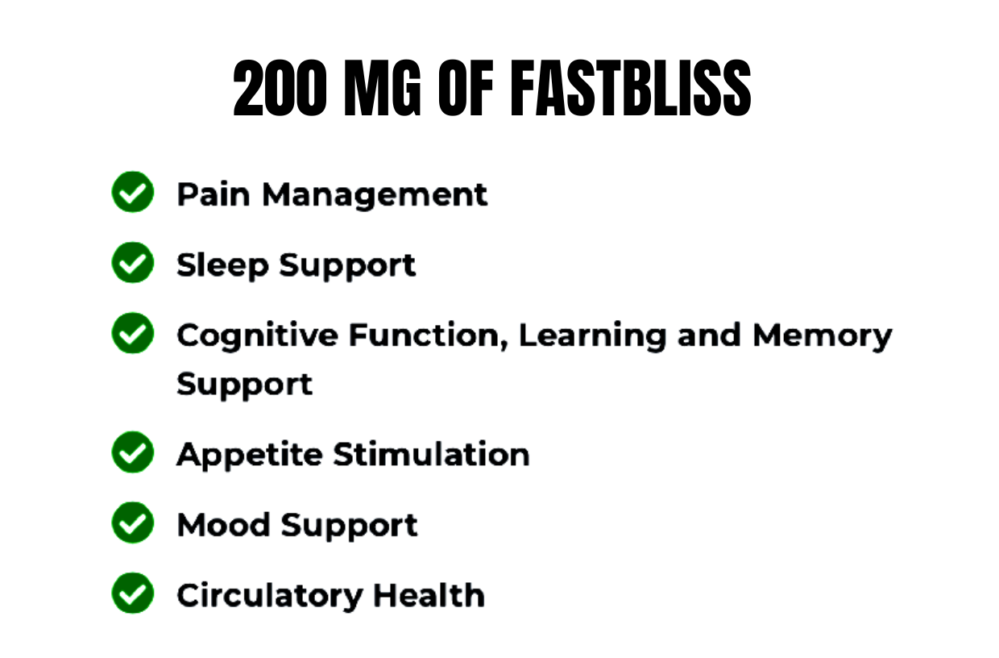 200 MG OF FASTBLISS
Pain Management
Sleep Support
Cognitive Function, Learning and Memory
Support
Appetite Stimulation
Mood Support
Circulatory Health